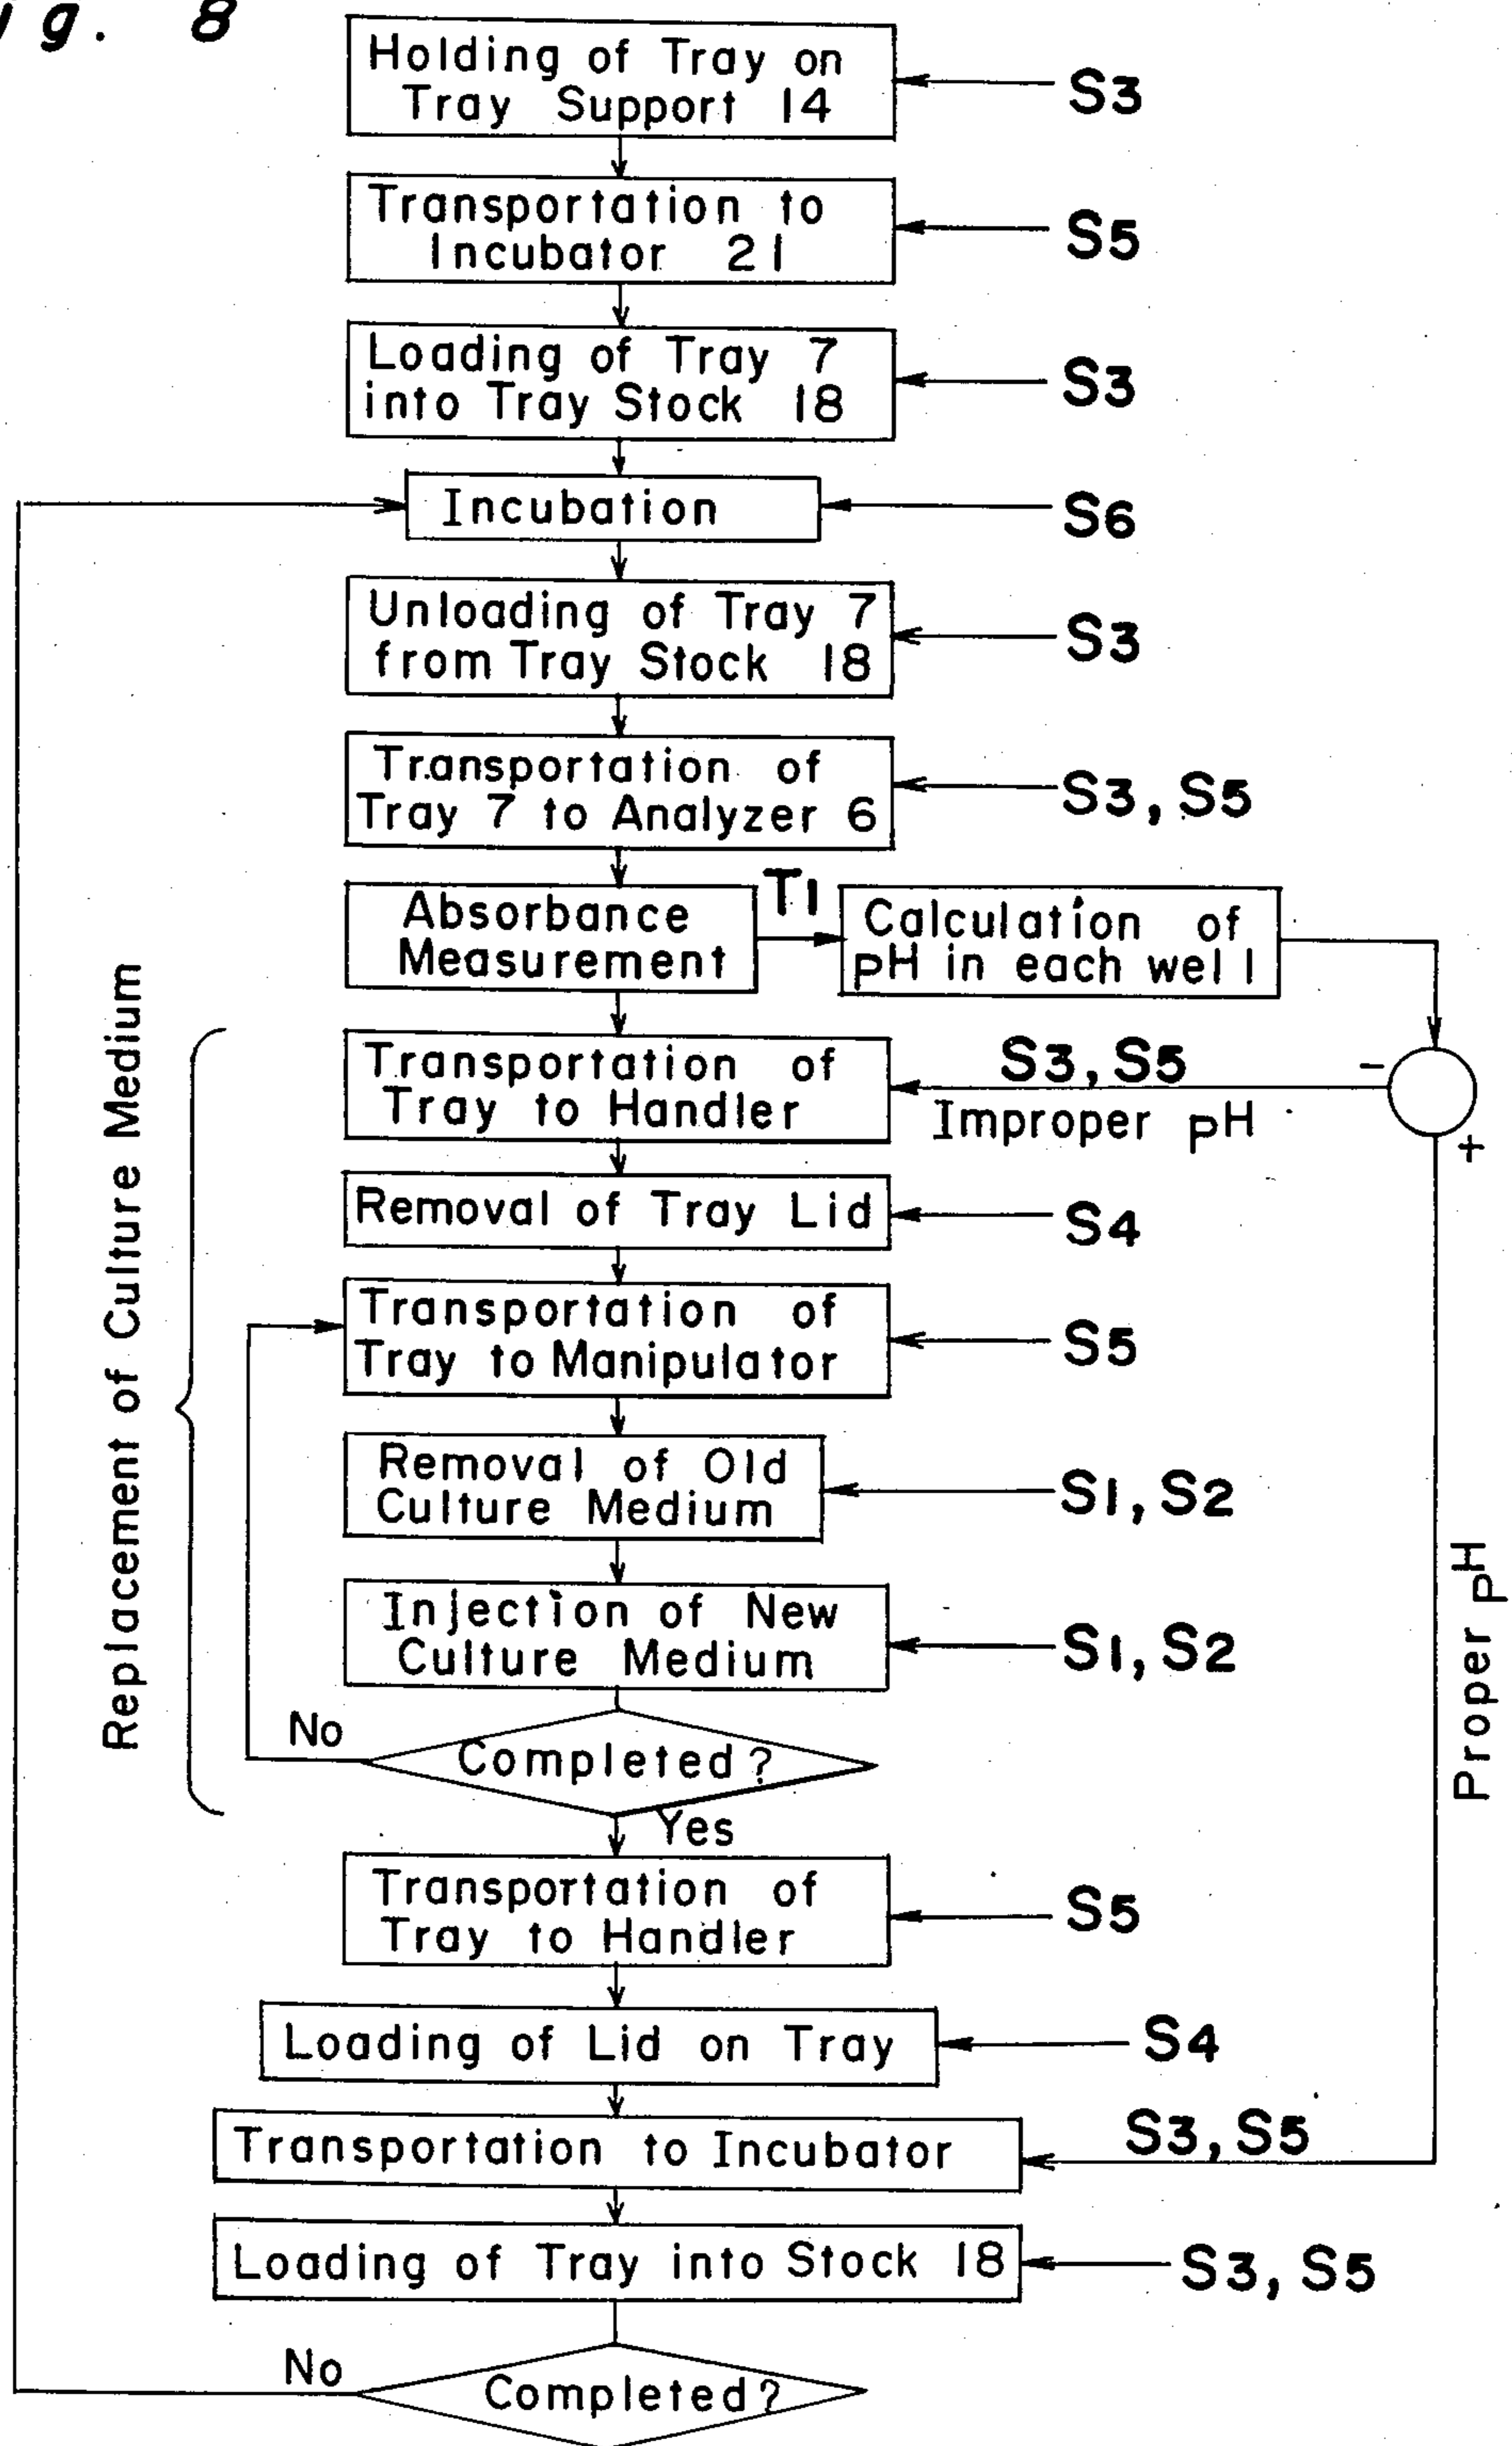 ig. 8
Holding of Tray on
Tray Support 14
S3
Transportation to
Incubator 21
S5
Loading of Tray 7
into Tray Stock 18
S3
Incubation
S6
Unloading of Tray 7
from Tray Stock 18
S3
Transportation of
Tray 7 to Analyzer 6
S3, S5
Absorbance
Measurement
T1
Calculation of
pH in each well
Replacement of Culture Medium
Transportation of
Tray to Handler
S3, S5
Improper pH
-
+
Removal of Tray Lid
S4
Transportation of
Tray to Manipulator
S5
Removal of Old
Culture Medium
S1, S2
Injection of New
Culture Medium
S1, S2
Proper pH
No
Completed?
Yes
Transportation of
Tray to Handler
S5
Loading of Lid on Tray
S4
Transportation to Incubator
S3, S5
Loading of Tray into Stock 18
S3, S5
No
Completed?